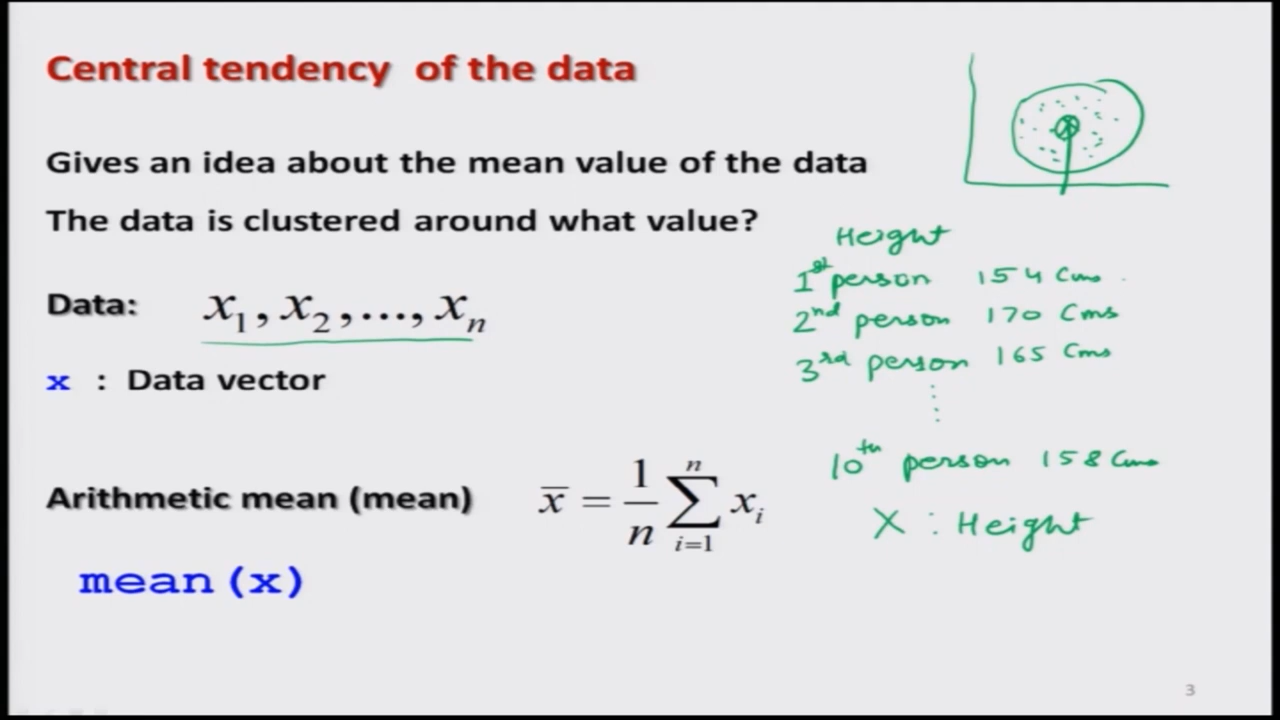 Central tendency of the data
Gives an idea about the mean value of the data
The data is clustered around what value?
Data: x₁, x₂, ..., xₙ
x : Data vector
Arithmetic mean (mean) x̄ = 1/n ∑ᵢ₌₁ⁿ xᵢ
mean(x)
Height
1st person 154 Cms
2nd person 170 Cms
3rd person 165 Cms
10th person 158 Cms
X : Height
3